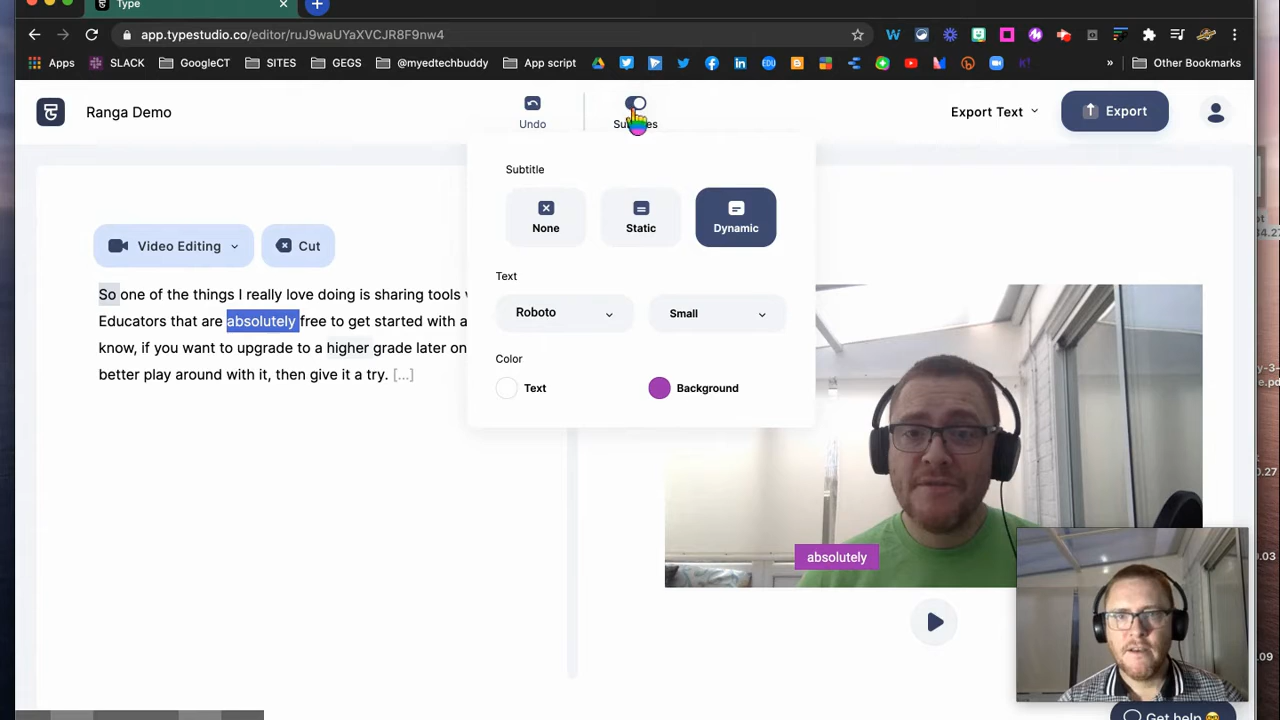 Type
app.typestudio.co/editor/ruJ9waUYaXVCJR8F9nw4
Apps SLACK GoogleCT SITES GEGS @myedtechbuddy App script EDU » Other Bookmarks
Ranga Demo
Undo
Export Text
Export
Subtitle
None
Static
Dynamic
Video Editing
Cut
Text
Roboto
Small
Color
Text
Background
So one of the things I really love doing is sharing tools
Educators that are absolutely free to get started with
know, if you want to upgrade to a higher grade later on
better play around with it, then give it a try. [...]
absolutely
Get help